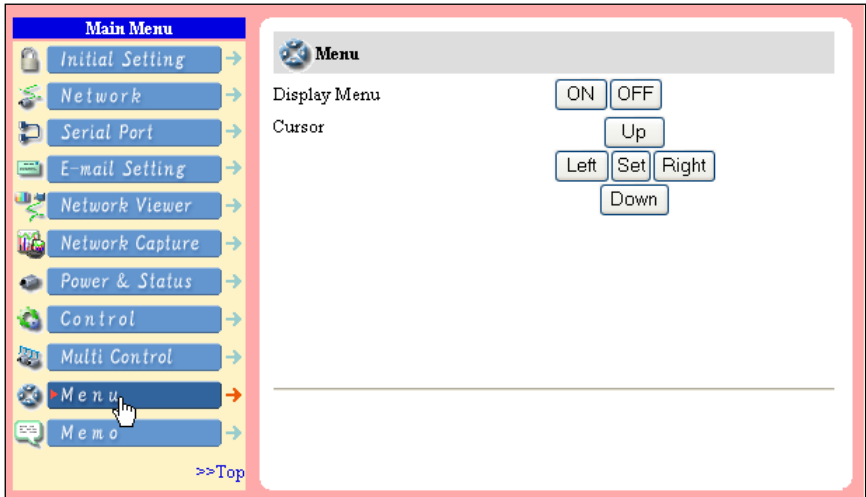 Main Menu
Initial Setting
Network
Serial Port
E-mail Setting
Network Viewer
Network Capture
Power & Status
Control
Multi Control
Menu
Memo
>>Top
Menu
Display Menu
ON OFF
Cursor
Up
Left Set Right
Down